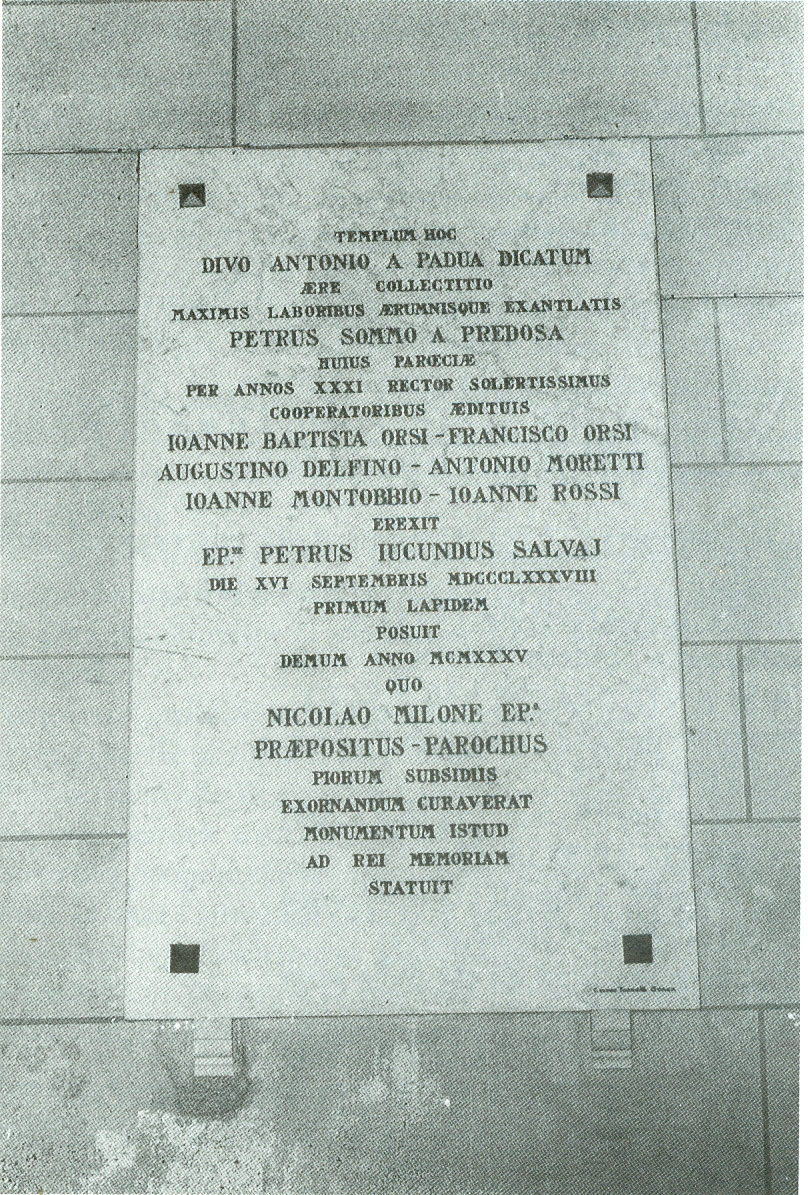 TEMPLUM HOC
DIVO ANTONIO A PADUA DICATUM
ÆRE COLLECTITIO
MAXIMIS LABORIBUS ÆRUMNISQUE EXANTLATIS
PETRUS SOMMO A PREDOSA
HUIUS PARŒCIÆ
PER ANNOS XXXI RECTOR SOLERTISSIMUS
COOPERATORIBUS ÆDITUIS
IOANNE BAPTISTA ORSI - FRANCISCO ORSI
AUGUSTINO DELFINO - ANTONIO MORETTI
IOANNE MONTOBBIO - IOANNE ROSSI
EREXIT
EP. PETRUS IUCUNDUS SALVAJ
DIE XVI SEPTEMBRIS MDCCCLXXXVIII
PRIMUM LAPIDEM
POSUIT
DEMUM ANNO MCMXXXV
QUO
NICOLAO MILONE EP.ᴬ
PRÆPOSITUS - PAROCHUS
PIORUM SUBSIDIIS
EXORNANDUM CURAVERAT
MONUMENTUM ISTUD
AD REI MEMORIAM
STATUIT